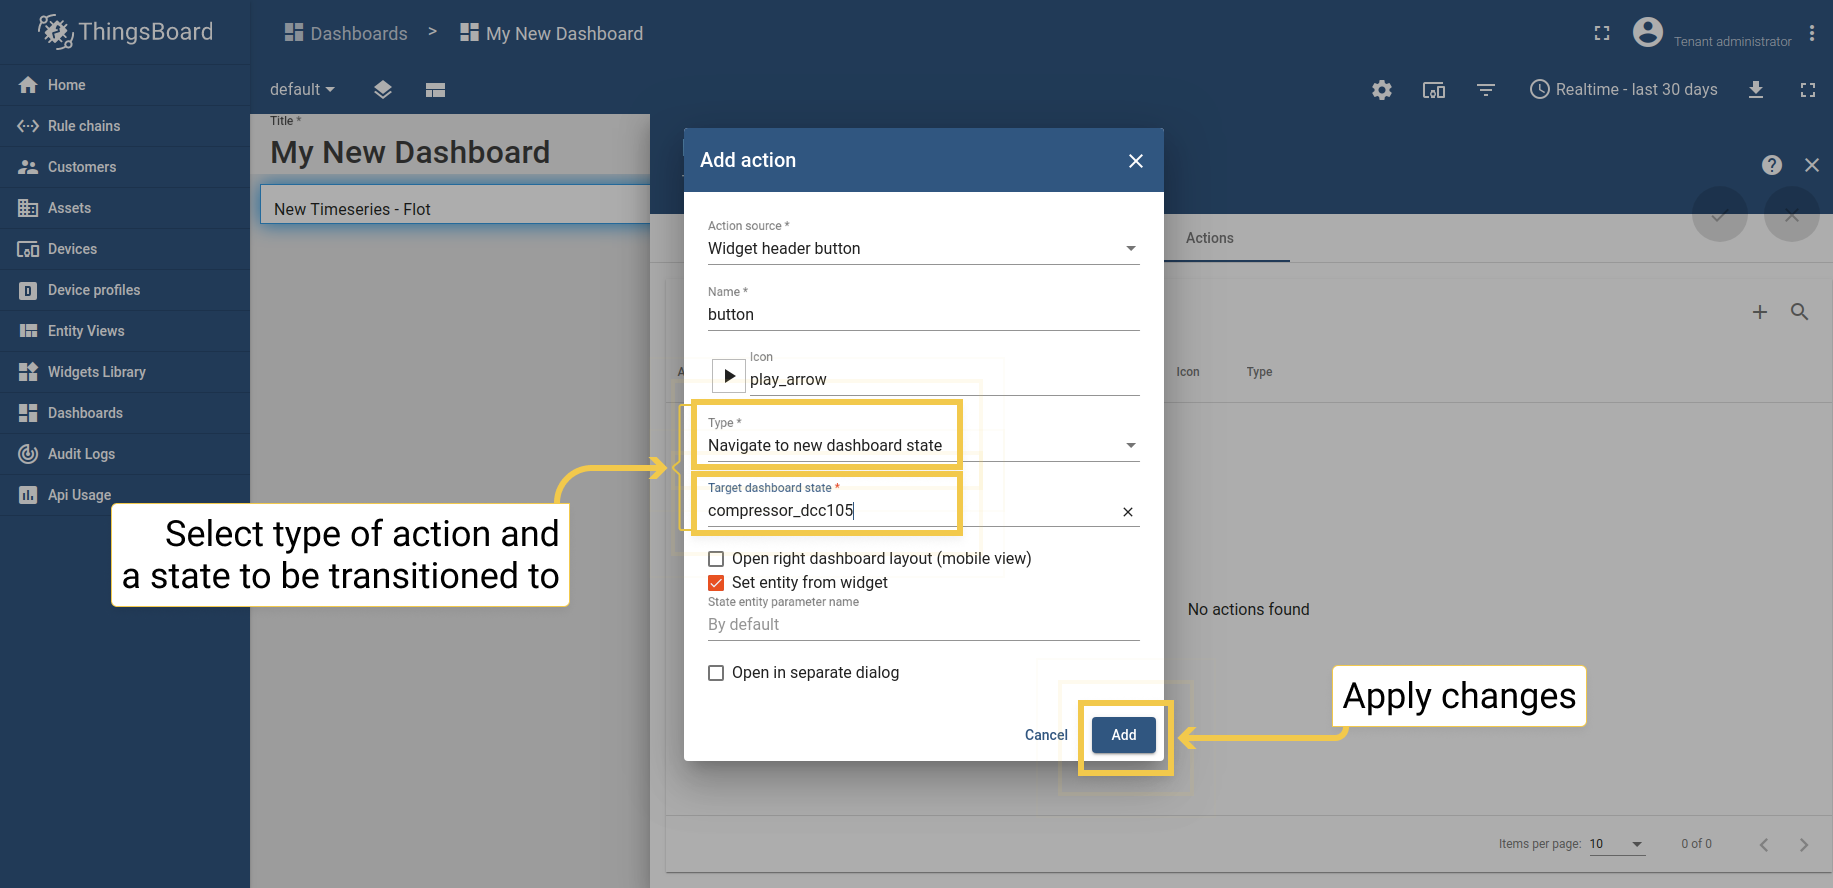 ThingsBoard
Dashboards > My New Dashboard
Tenant administrator
Home
Rule chains
Customers
Assets
Devices
Device profiles
Entity Views
Widgets Library
Dashboards
Audit Logs
Api Usage
default
Realtime - last 30 days
Title *
My New Dashboard
New Timeseries - Flot
Add action
Action source *
Widget header button
Name *
button
Icon
play_arrow
Type *
Navigate to new dashboard state
Target dashboard state *
compressor_dcc105
Open right dashboard layout (mobile view)
Set entity from widget
State entity parameter name
By default
Open in separate dialog
Cancel
Add
Actions
Icon
Type
No actions found
Items per page: 10
0 of 0
Select type of action and
a state to be transitioned to
Apply changes